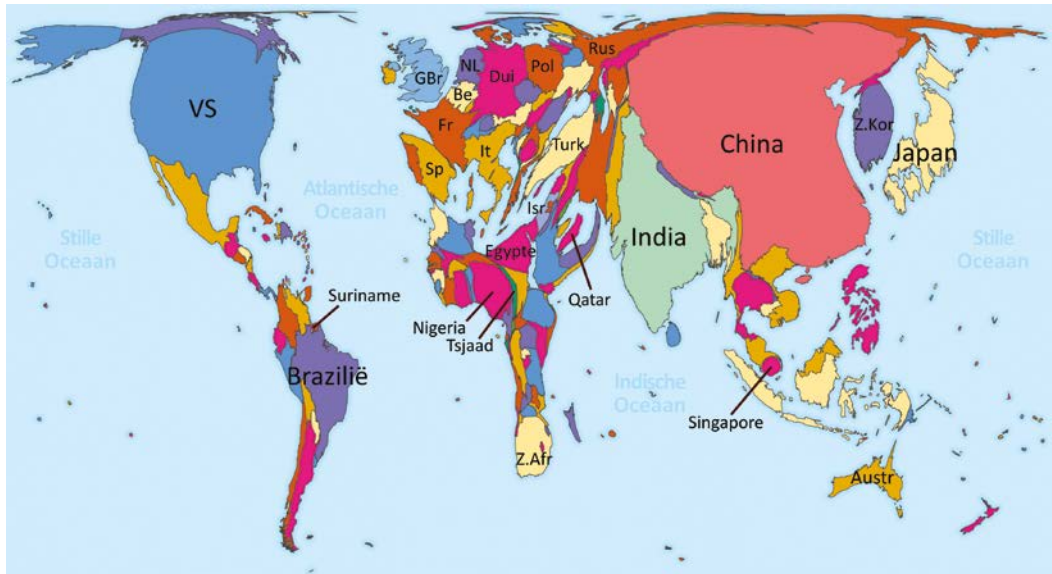 VS
GBr
NL
Dui
Pol
Rus
Be
Fr
Sp
It
Turk
Isr
China
Z.Kor
Japan
Atlantische
Oceaan
Stille
Oceaan
Egypte
India
Stille
Oceaan
Qatar
Suriname
Nigeria
Tsjaad
Brazilië
Indische
Oceaan
Singapore
Z.Afr
Austr